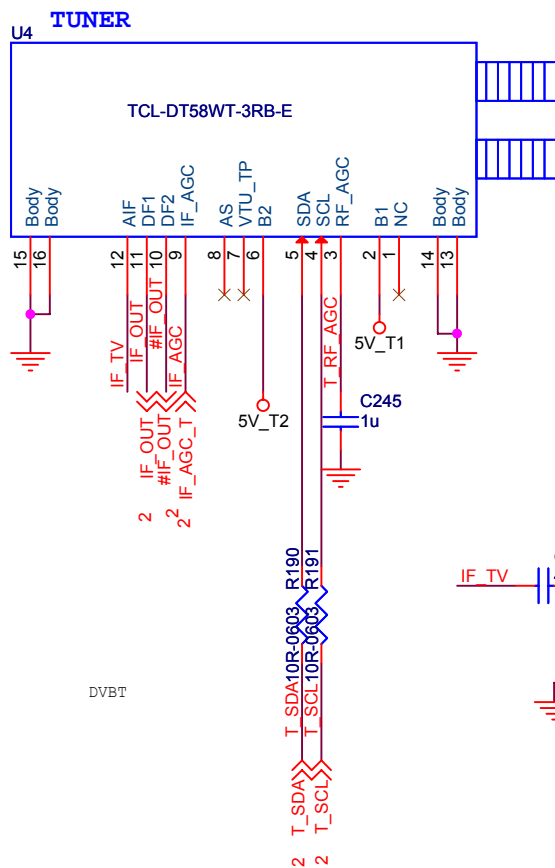 TUNER
U4
TCL-DT58WT-3RB-E
Body
Body
AIF
DF1
DF2
IF_AGC
AS
VTU_TP
B2
SDA
SCL
RF_AGC
B1
NC
Body
Body
15
16
12
11
10
9
8
7
6
5
4
3
2
1
14
13
IF_TV
IF_OUT
#IF_OUT
IF_AGC
T_RF_AGC
5V_T1
5V_T2
C245
1u
IF_OUT
#IF_OUT
IF_AGC_T
2
2
2
R190
R191
10R-0603
10R-0603
IF_TV
T_SDA
T_SCL
DVBT
T_SDA
T_SCL
2
2